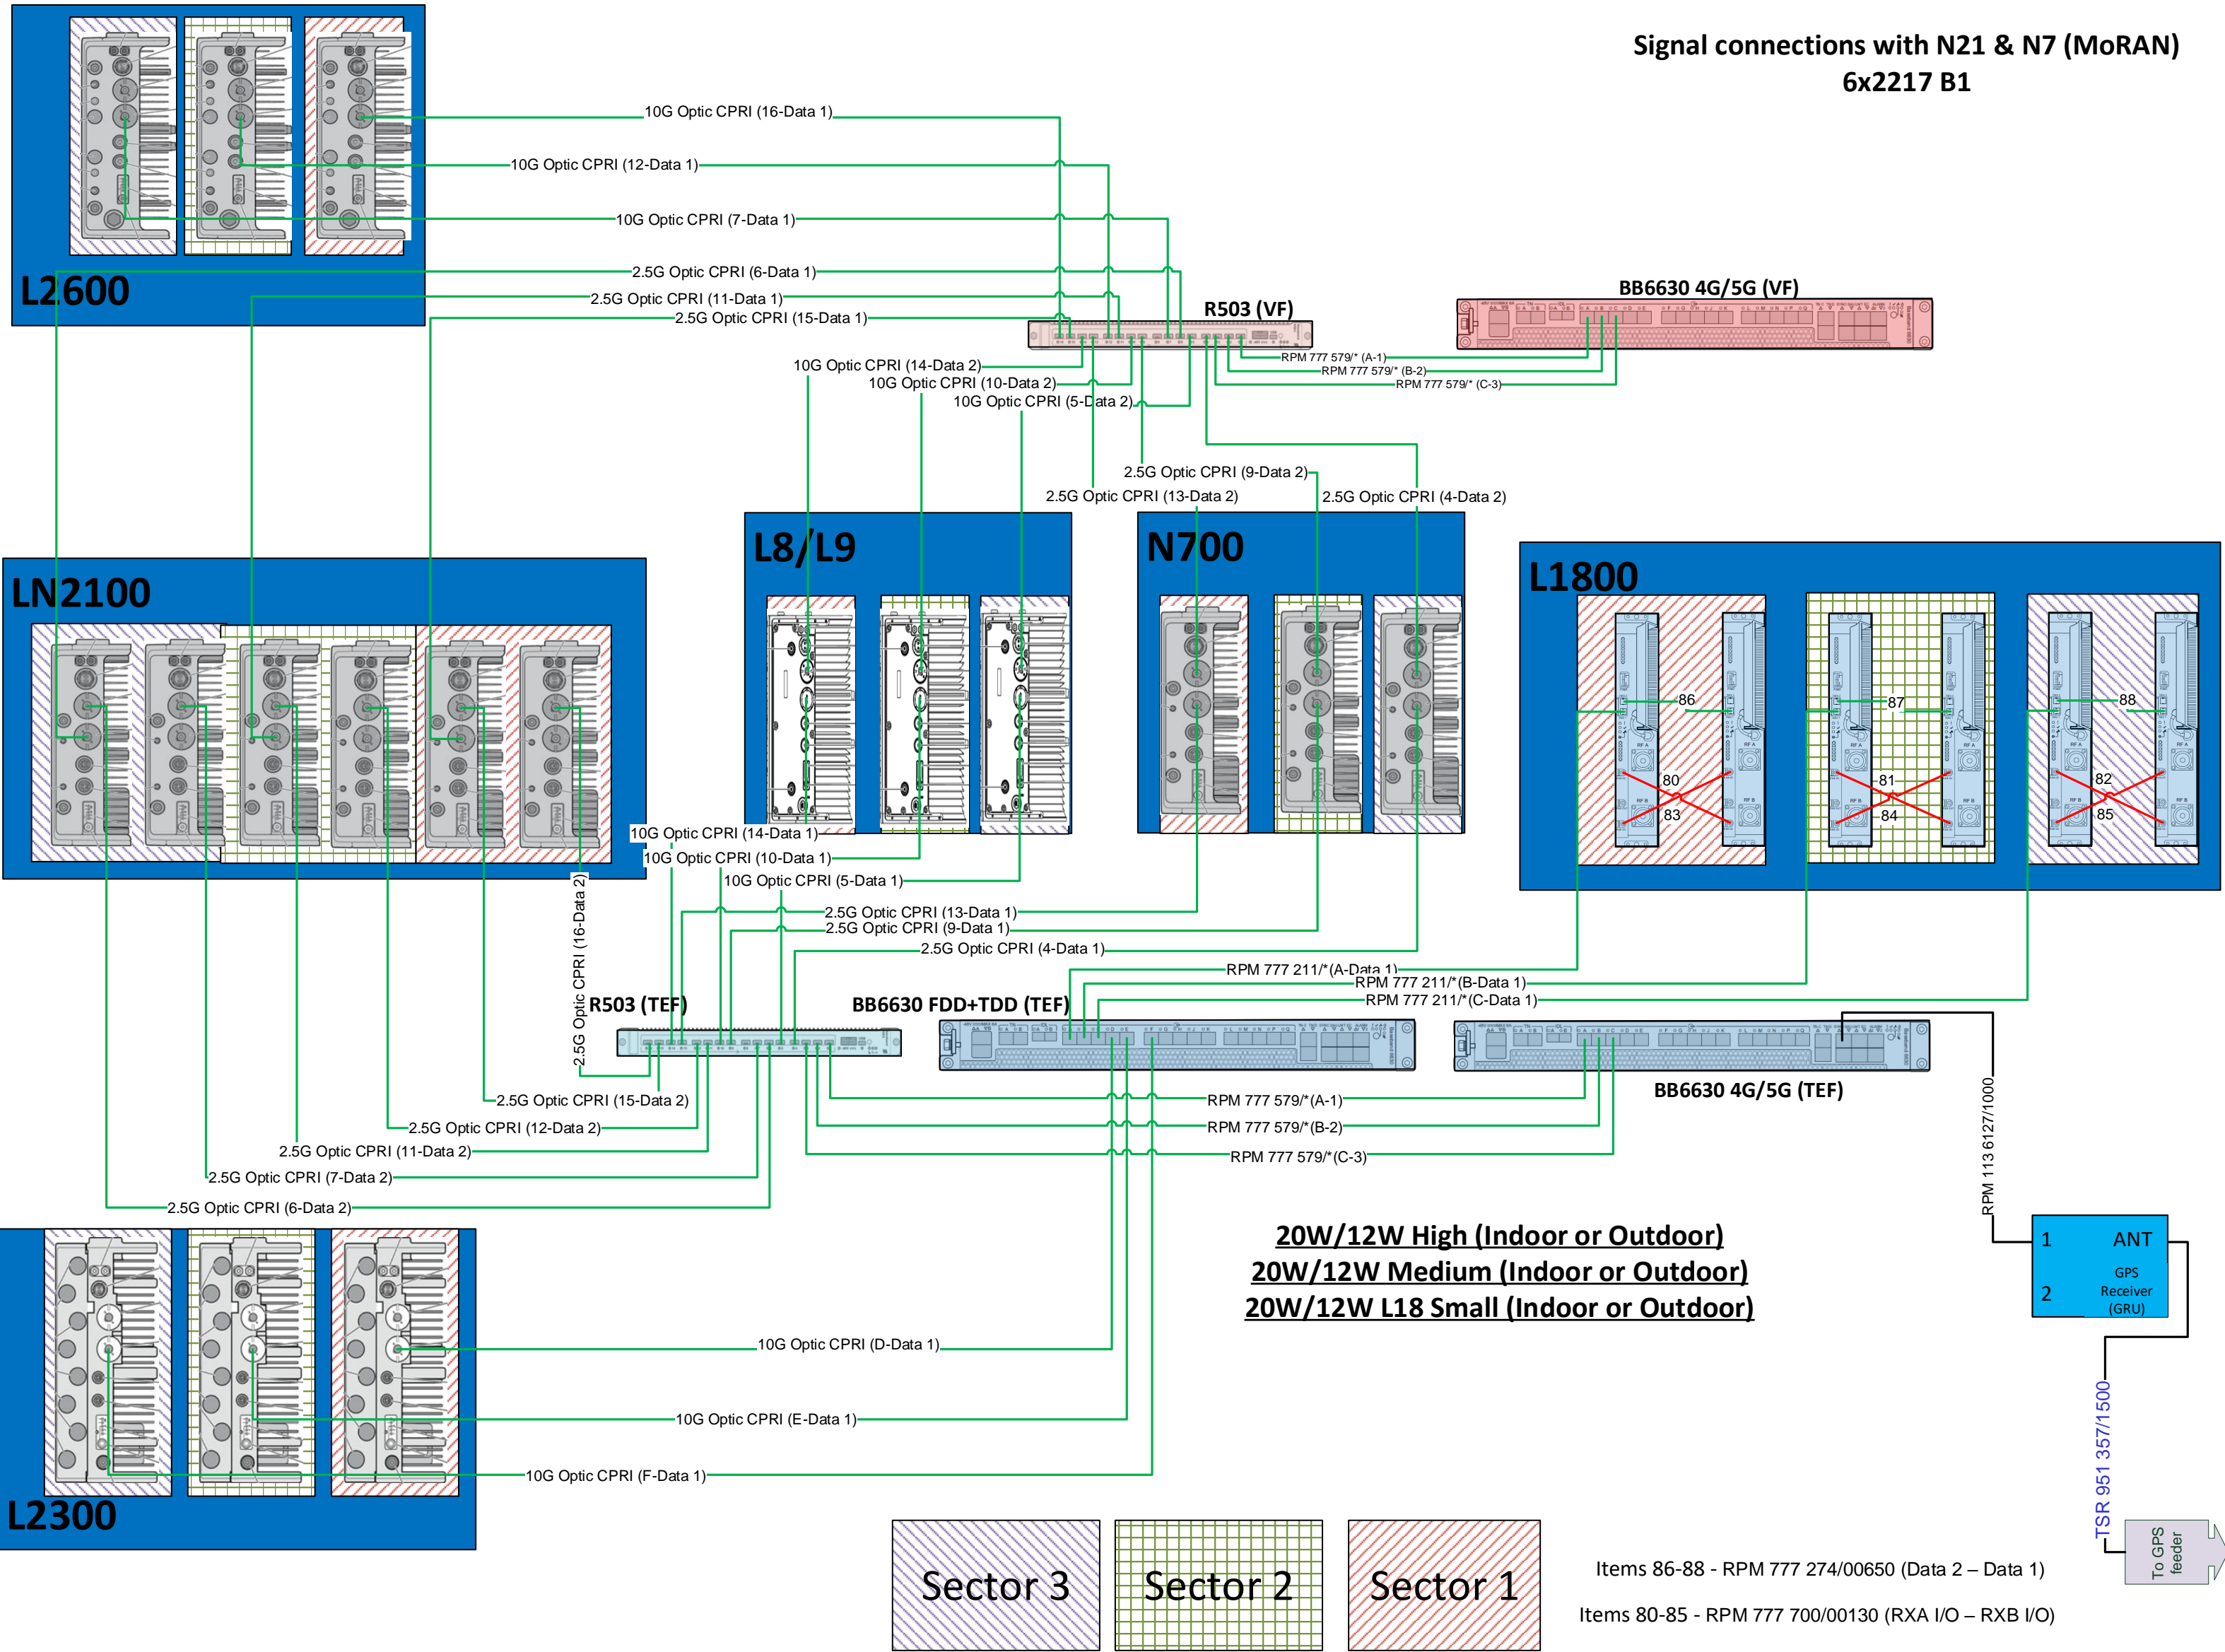 Signal connections with N21 & N7 (MoRAN)
6x2217 B1
10G Optic CPRI (16-Data 1)
10G Optic CPRI (12-Data 1)
10G Optic CPRI (7-Data 1)
2.5G Optic CPRI (6-Data 1)
2.5G Optic CPRI (11-Data 1)
2.5G Optic CPRI (15-Data 1)
L2600
R503 (VF)
BB6630 4G/5G (VF)
RPM 777 579/* (A-1)
RPM 777 579/* (B-2)
RPM 777 579/* (C-3)
10G Optic CPRI (14-Data 2)
10G Optic CPRI (10-Data 2)
10G Optic CPRI (5-Data 2)
2.5G Optic CPRI (9-Data 2)
2.5G Optic CPRI (13-Data 2)
2.5G Optic CPRI (4-Data 2)
LN2100
L8/L9
N700
L1800
86
87
88
RF A
RF A
RF A
RF A
RF A
RF A
80
81
82
83
84
85
RF B
RF B
RF B
RF B
RF B
RF B
10G Optic CPRI (14-Data 1)
10G Optic CPRI (10-Data 1)
10G Optic CPRI (5-Data 1)
2.5G Optic CPRI (13-Data 1)
2.5G Optic CPRI (9-Data 1)
2.5G Optic CPRI (4-Data 1)
2.5G Optic CPRI (16-Data 2)
RPM 777 211/*(A-Data 1)
RPM 777 211/*(B-Data 1)
RPM 777 211/*(C-Data 1)
R503 (TEF)
BB6630 FDD+TDD (TEF)
BB6630 4G/5G (TEF)
2.5G Optic CPRI (15-Data 2)
2.5G Optic CPRI (12-Data 2)
2.5G Optic CPRI (11-Data 2)
2.5G Optic CPRI (7-Data 2)
2.5G Optic CPRI (6-Data 2)
RPM 777 579/*(A-1)
RPM 777 579/*(B-2)
RPM 777 579/*(C-3)
RPM 113 6127/1000
20W/12W High (Indoor or Outdoor)
20W/12W Medium (Indoor or Outdoor)
20W/12W L18 Small (Indoor or Outdoor)
1
ANT
2
GPS
Receiver
(GRU)
TSR 951 357/1500
To GPS
feeder
10G Optic CPRI (D-Data 1)
10G Optic CPRI (E-Data 1)
10G Optic CPRI (F-Data 1)
L2300
Sector 3
Sector 2
Sector 1
Items 86-88 - RPM 777 274/00650 (Data 2 – Data 1)
Items 80-85 - RPM 777 700/00130 (RXA I/O – RXB I/O)